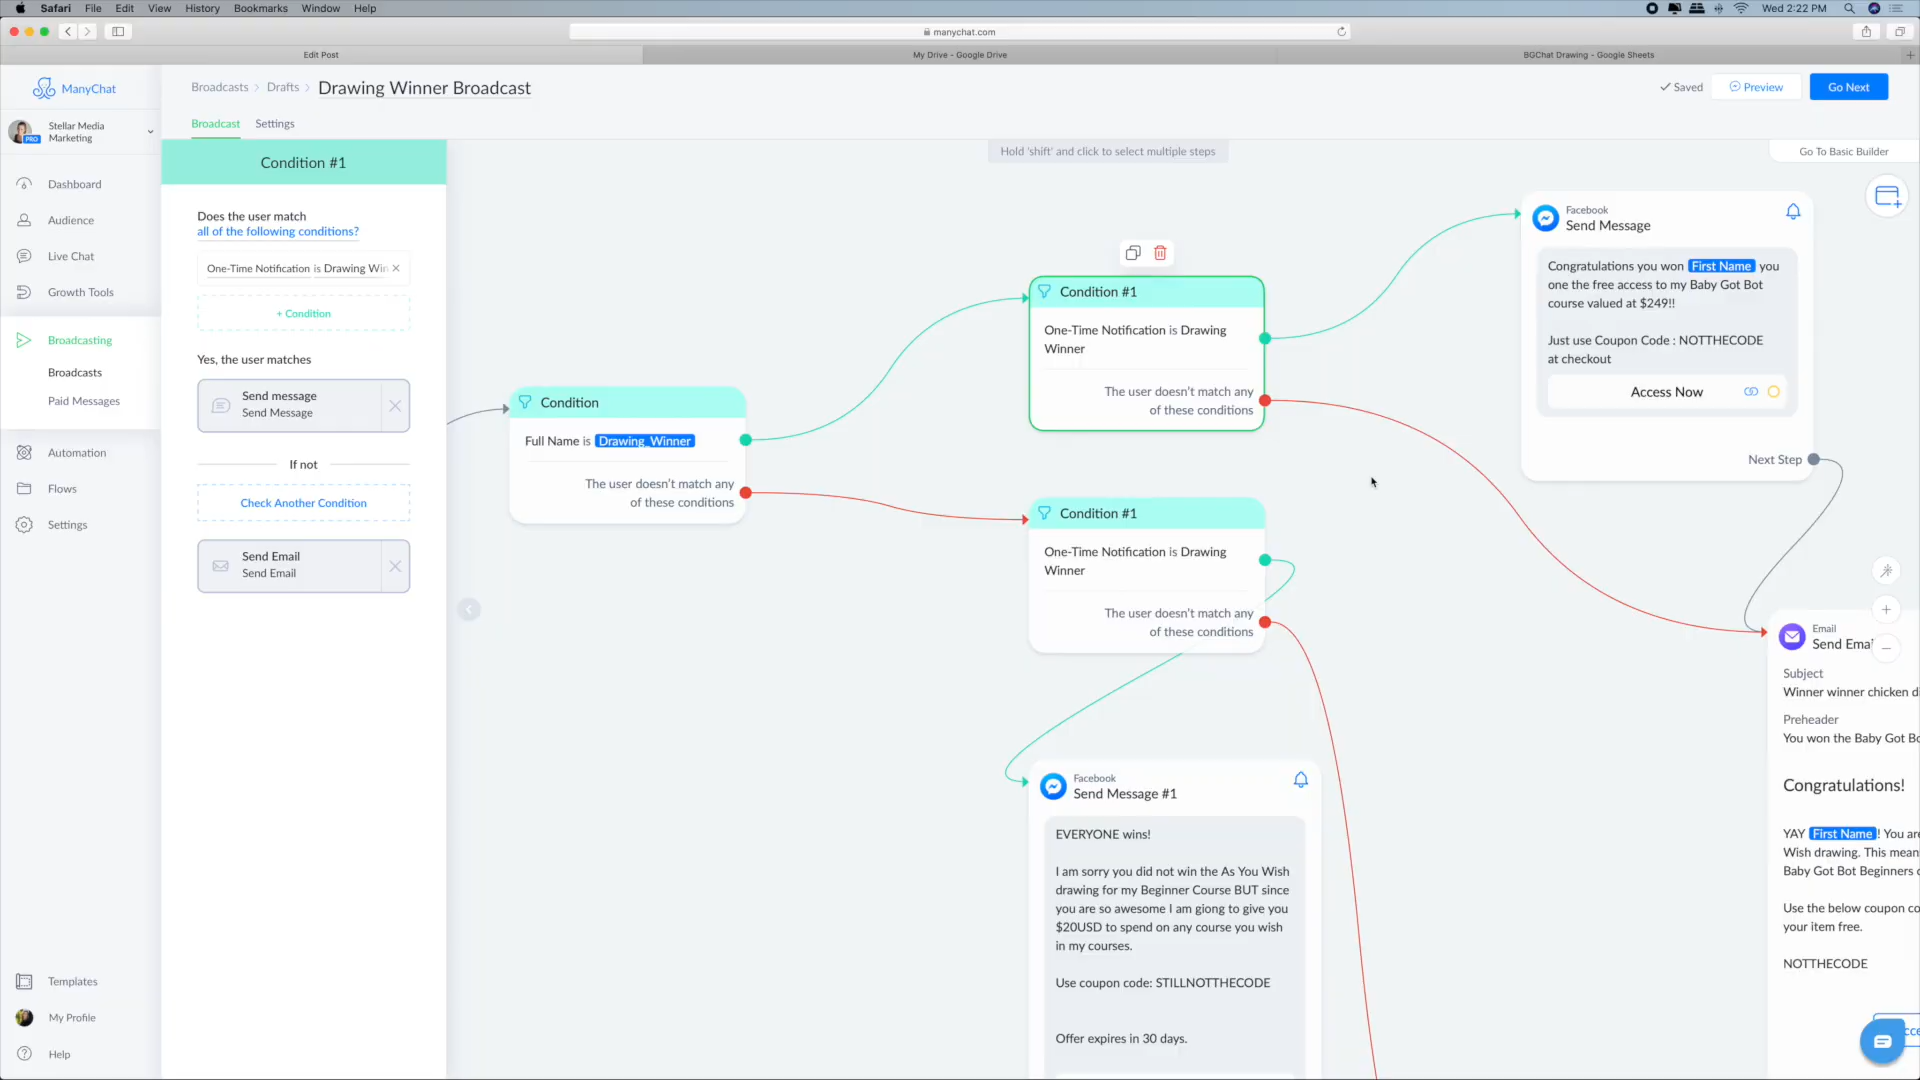 Safari File Edit View History Bookmarks Window Help
Wed 2:22 PM
manychat.com
Edit Post
My Drive - Google Drive
BGChat Drawing - Google Sheets
ManyChat
Stellar Media
Marketing
PRO
Dashboard
Audience
Live Chat
Growth Tools
Broadcasting
Broadcasts
Paid Messages
Automation
Flows
Settings
Templates
My Profile
Help
Broadcasts > Drafts > Drawing Winner Broadcast
Saved
Preview
Go Next
Broadcast Settings
Condition #1
Does the user match
all of the following conditions?
One-Time Notification is Drawing Win
+ Condition
Yes, the user matches
Send message
Send Message
If not
Check Another Condition
Send Email
Send Email
Hold 'shift' and click to select multiple steps
Go To Basic Builder
Condition
Full Name is Drawing_Winner
The user doesn't match any
of these conditions
Condition #1
One-Time Notification is Drawing
Winner
The user doesn't match any
of these conditions
Condition #1
One-Time Notification is Drawing
Winner
The user doesn't match any
of these conditions
Facebook
Send Message
Congratulations you won First Name you
one the free access to my Baby Got Bot
course valued at $249!!
Just use Coupon Code : NOTTHECODE
at checkout
Access Now
Next Step
Facebook
Send Message #1
EVERYONE wins!
I am sorry you did not win the As You Wish
drawing for my Beginner Course BUT since
you are so awesome I am giong to give you
$20USD to spend on any course you wish
in my courses.
Use coupon code: STILLNOTTHECODE
Offer expires in 30 days.
Email
Send Emai
Subject
Winner winner chicken di
Preheader
You won the Baby Got Bo
Congratulations!
YAY First Name ! You are
Wish drawing. This mean
Baby Got Bot Beginners c
Use the below coupon co
your item free.
NOTTHECODE